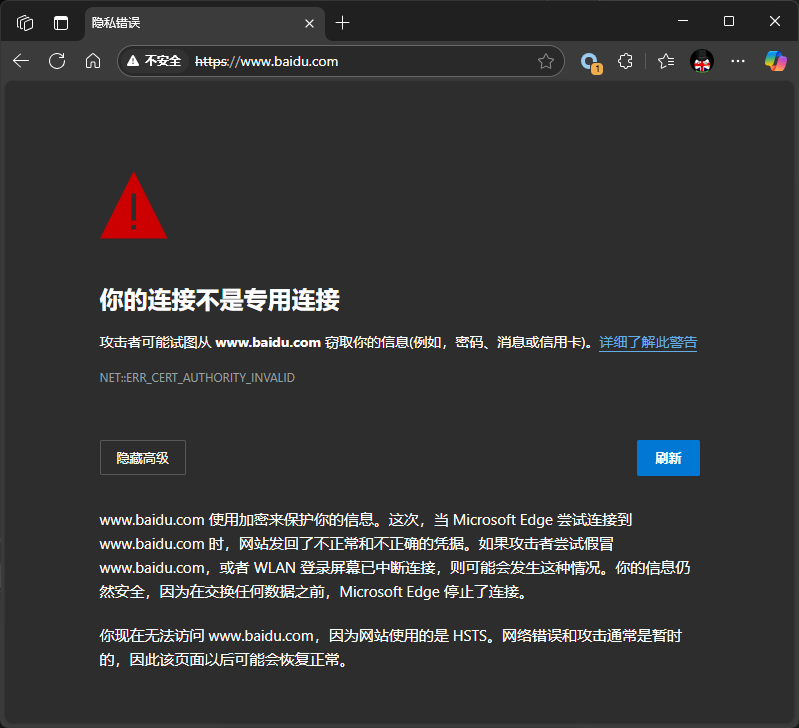 隐私错误
不安全 https://www.baidu.com
1
你的连接不是专用连接
攻击者可能试图从 www.baidu.com 窃取你的信息(例如，密码、消息或信用卡)。详细了解此警告
NET::ERR_CERT_AUTHORITY_INVALID
隐藏高级
刷新
www.baidu.com 使用加密来保护你的信息。这次，当 Microsoft Edge 尝试连接到
www.baidu.com 时，网站发回了不正常和不正确的凭据。如果攻击者尝试假冒
www.baidu.com，或者 WLAN 登录屏幕已中断连接，则可能会发生这种情况。你的信息仍
然安全，因为在交换任何数据之前，Microsoft Edge 停止了连接。
你现在无法访问 www.baidu.com，因为网站使用的是 HSTS。网络错误和攻击通常是暂时
的，因此该页面以后可能会恢复正常。